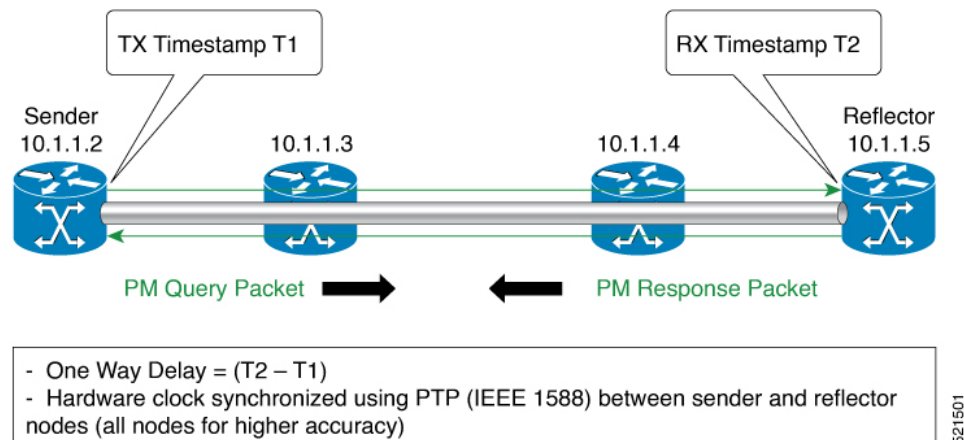 TX Timestamp T1
RX Timestamp T2
Sender
10.1.1.2
10.1.1.3
10.1.1.4
Reflector
10.1.1.5
PM Query Packet
PM Response Packet
- One Way Delay = (T2 – T1)
- Hardware clock synchronized using PTP (IEEE 1588) between sender and reflector
nodes (all nodes for higher accuracy)
521501